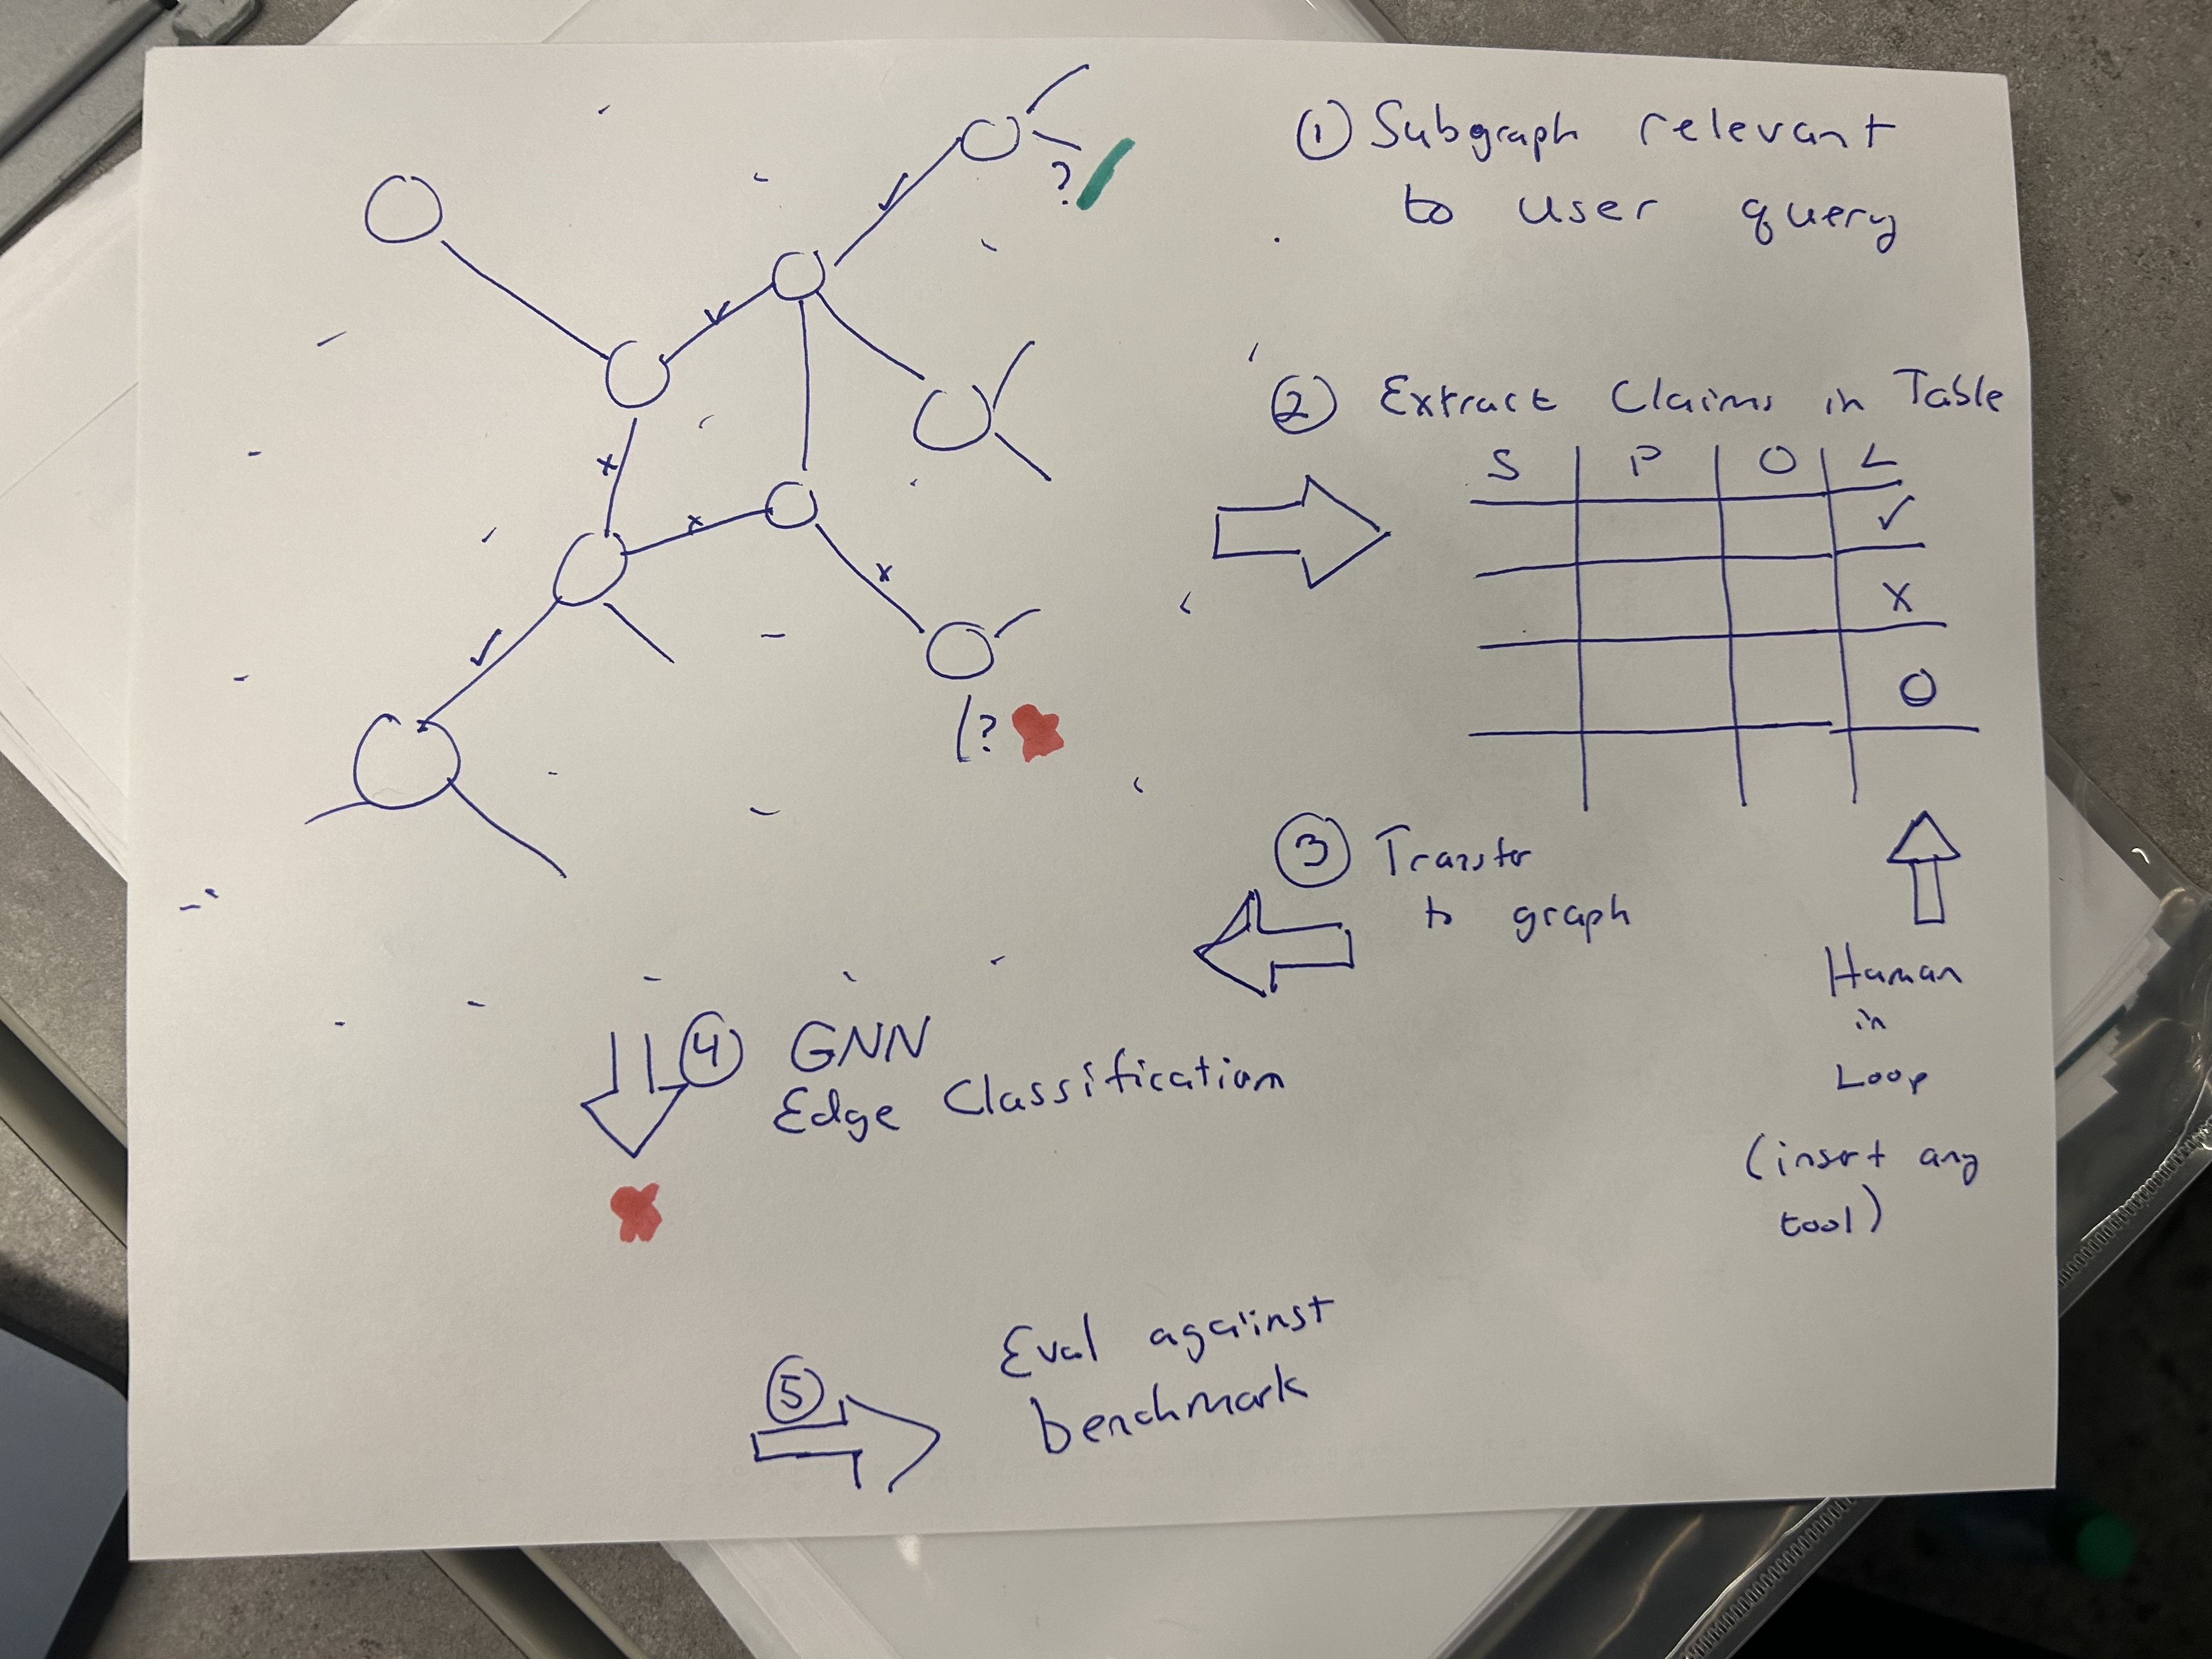 ① Subgraph relevant
to user query
② Extract Claims in Table
S P O L
✓
X
O
③ Transfer
to graph
Human
in
Loop
(insert any
tool)
④ GNN
Edge Classification
⑤ Eval against
benchmark
✓
?
✓
x
x
x
✓
?